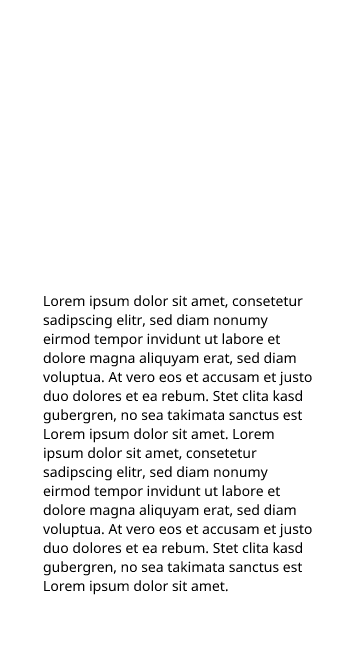 Lorem ipsum dolor sit amet, consetetur
sadipscing elitr, sed diam nonumy
eirmod tempor invidunt ut labore et
dolore magna aliquyam erat, sed diam
voluptua. At vero eos et accusam et justo
duo dolores et ea rebum. Stet clita kasd
gubergren, no sea takimata sanctus est
Lorem ipsum dolor sit amet. Lorem
ipsum dolor sit amet, consetetur
sadipscing elitr, sed diam nonumy
eirmod tempor invidunt ut labore et
dolore magna aliquyam erat, sed diam
voluptua. At vero eos et accusam et justo
duo dolores et ea rebum. Stet clita kasd
gubergren, no sea takimata sanctus est
Lorem ipsum dolor sit amet.